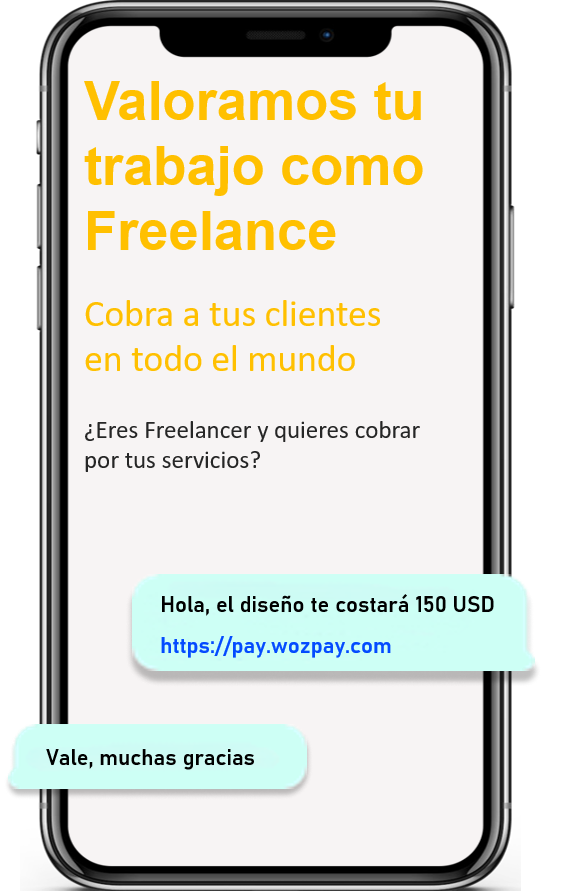 Valoramos tu
trabajo como
Freelance
Cobra a tus clientes
en todo el mundo
¿Eres Freelancer y quieres cobrar
por tus servicios?
Hola, el diseño te costará 150 USD
https://pay.wozpay.com
Vale, muchas gracias